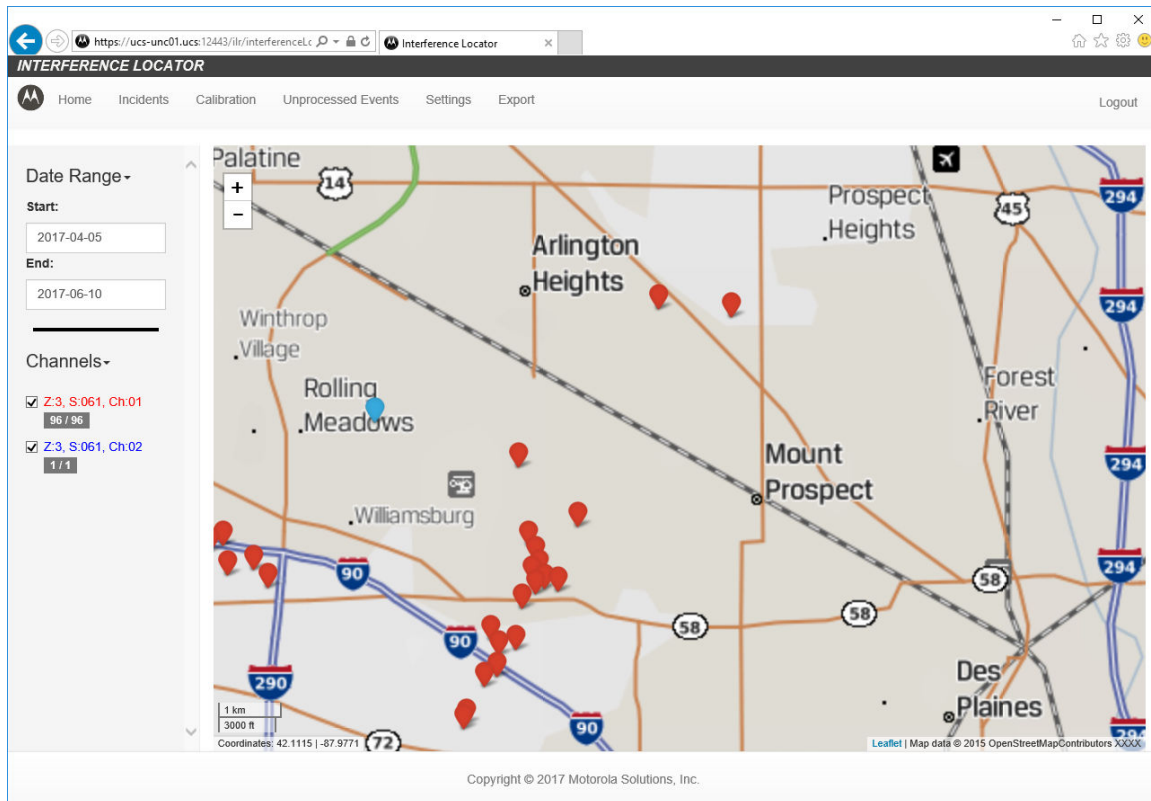 https://ucs-unc01.ucs:12443/ilr/interferenceLc
Interference Locator
INTERFERENCE LOCATOR
Home Incidents Calibration Unprocessed Events Settings Export
Logout
Date Range
Start:
2017-04-05
End:
2017-06-10
Channels
Z:3, S:061, Ch:01
96 / 96
Z:3, S:061, Ch:02
1 / 1
+
−
Palatine
14
Arlington
Heights
Prospect
Heights
45
294
294
Winthrop
Village
Rolling
Meadows
Forest
River
Mount
Prospect
294
Williamsburg
90
58
294
58
58
90
290
Des
Plaines
90
294
72
1 km
3000 ft
Coordinates: 42.1115 | -87.9771
Leaflet | Map data © 2015 OpenStreetMapContributors XXXX
Copyright © 2017 Motorola Solutions, Inc.